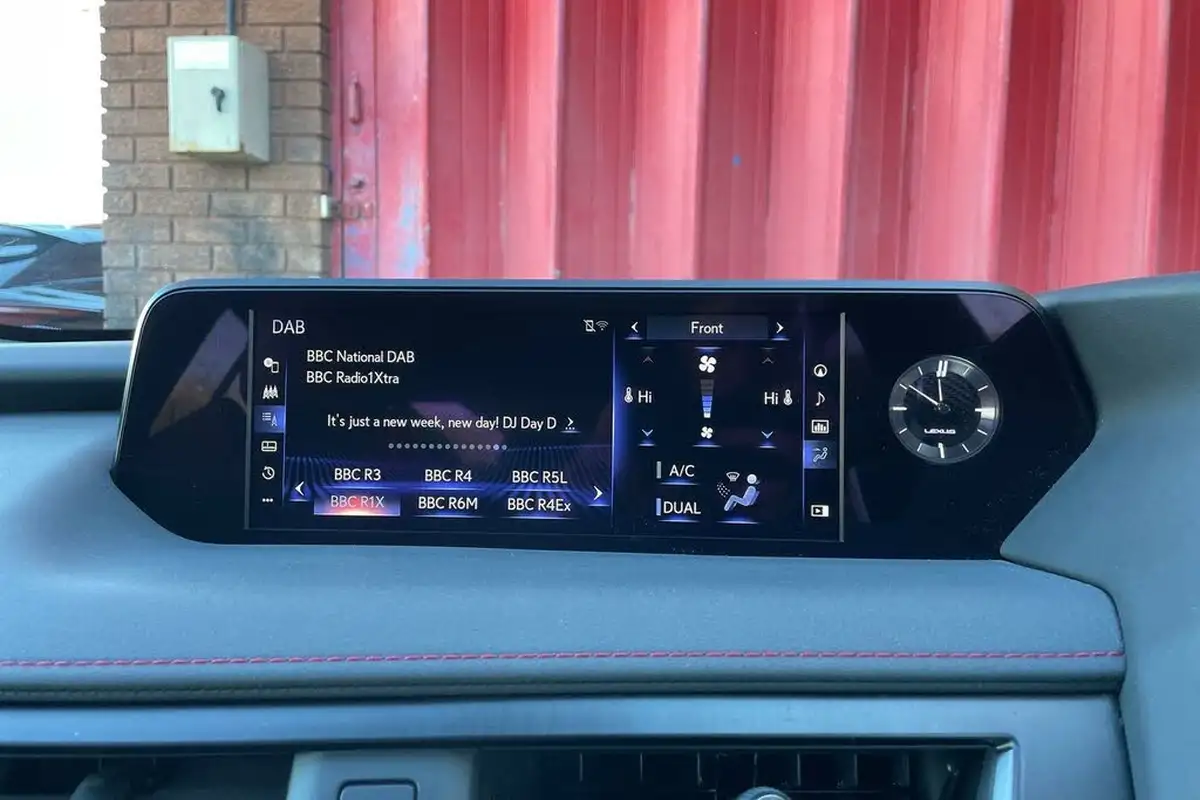 DAB
BBC National DAB
BBC Radio1Xtra
It's just a new week, new day! DJ Day D
BBC R3 BBC R4 BBC R5L
BBC R1X BBC R6M BBC R4Ex
Front
Hi Hi
A/C
DUAL
LEXUS